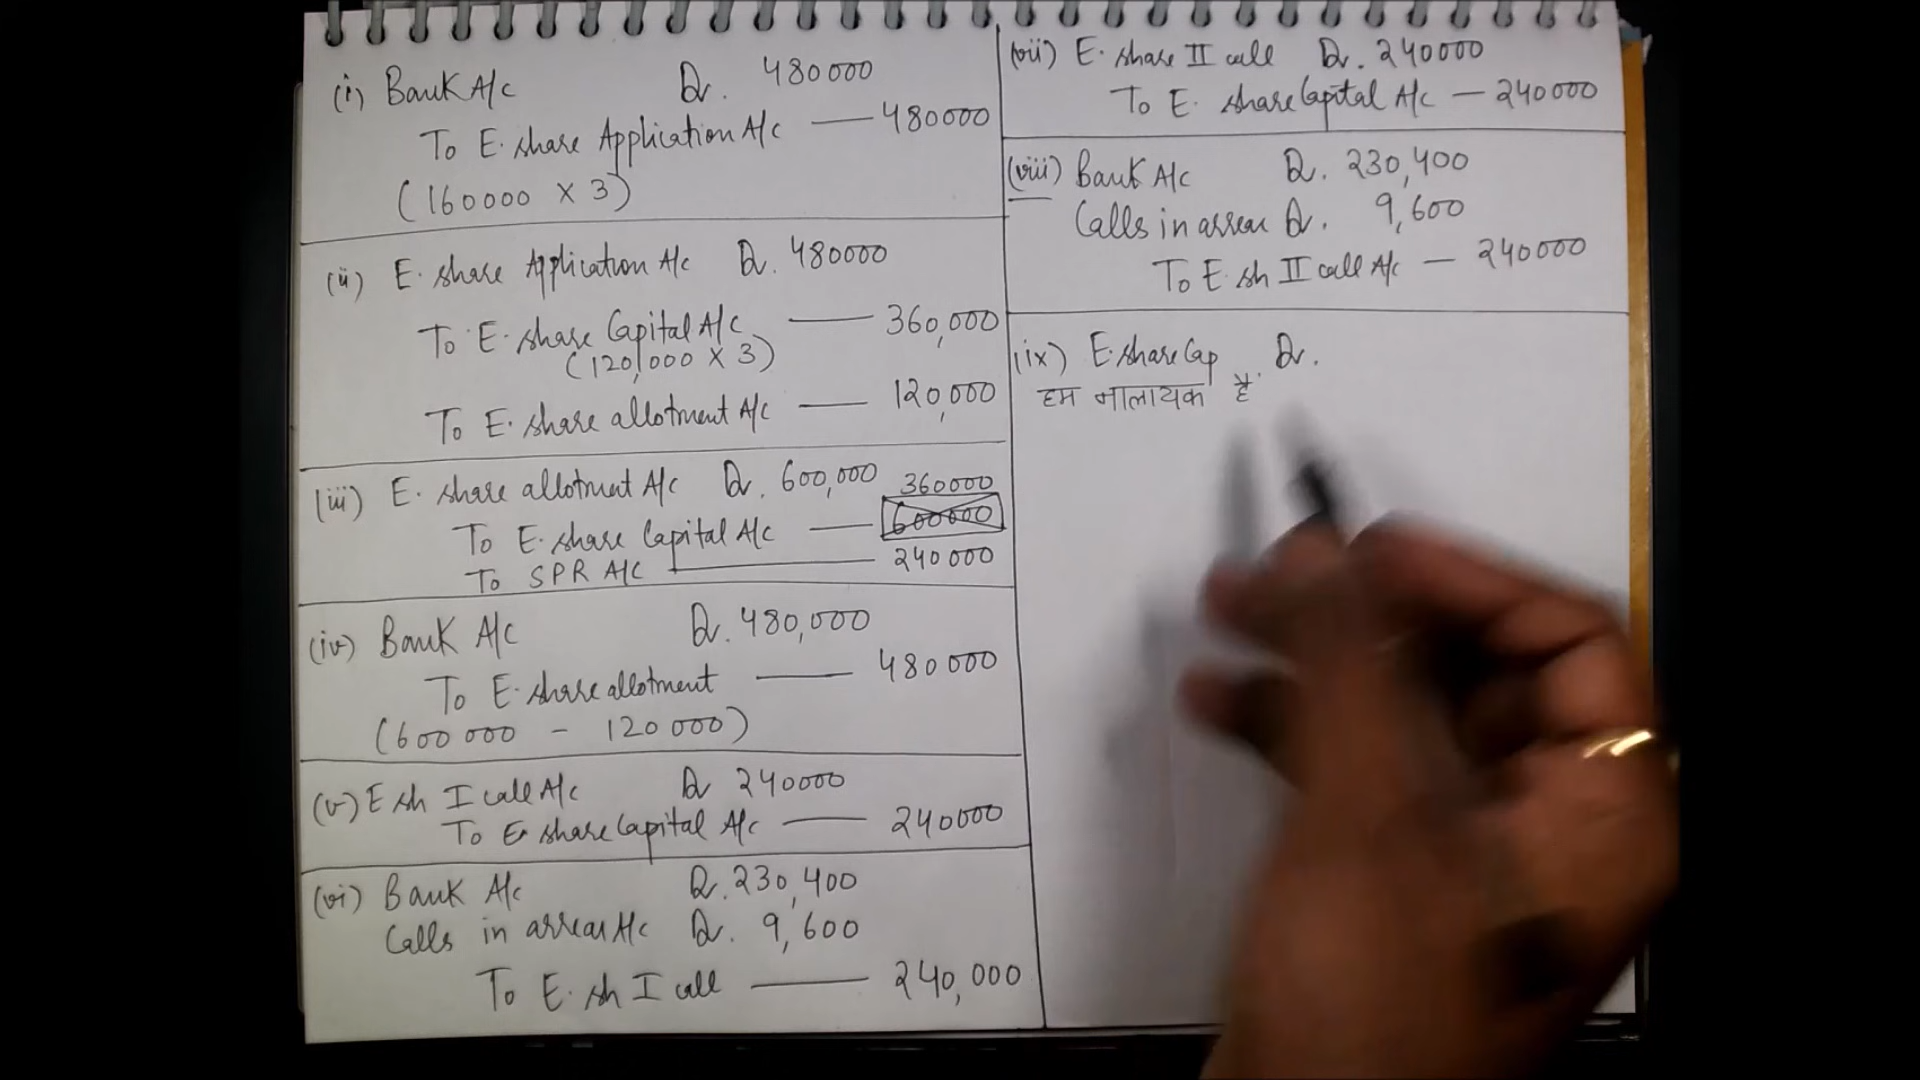 (i) Bank A/c Dr. 480000
To E. share Application A/c — 480000
(160000 X 3)
(ii) E. share Application A/c Dr. 480000
To E. share Capital A/c — 360,000
(120,000 X 3)
To E. share allotment A/c — 120,000
(iii) E. share allotment A/c Dr. 600,000 360000
To E. share Capital A/c — 600000
To SPR A/c — 240000
(iv) Bank A/c Dr. 480,000
To E. share allotment — 480000
(600000 - 120000)
(v) E sh I call A/c Dr 240000
To E share Capital A/c — 240000
(vi) Bank A/c Dr. 230,400
Calls in arrear A/c Dr. 9,600
To E. sh I call — 240,000
(vii) E. share II call Dr. 240000
To E. share Capital A/c — 240000
(viii) Bank A/c Dr. 230,400
Calls in arrear Dr. 9,600
To E. sh II call A/c — 240000
(ix) E. share Cap Dr.
हम नालायक है.